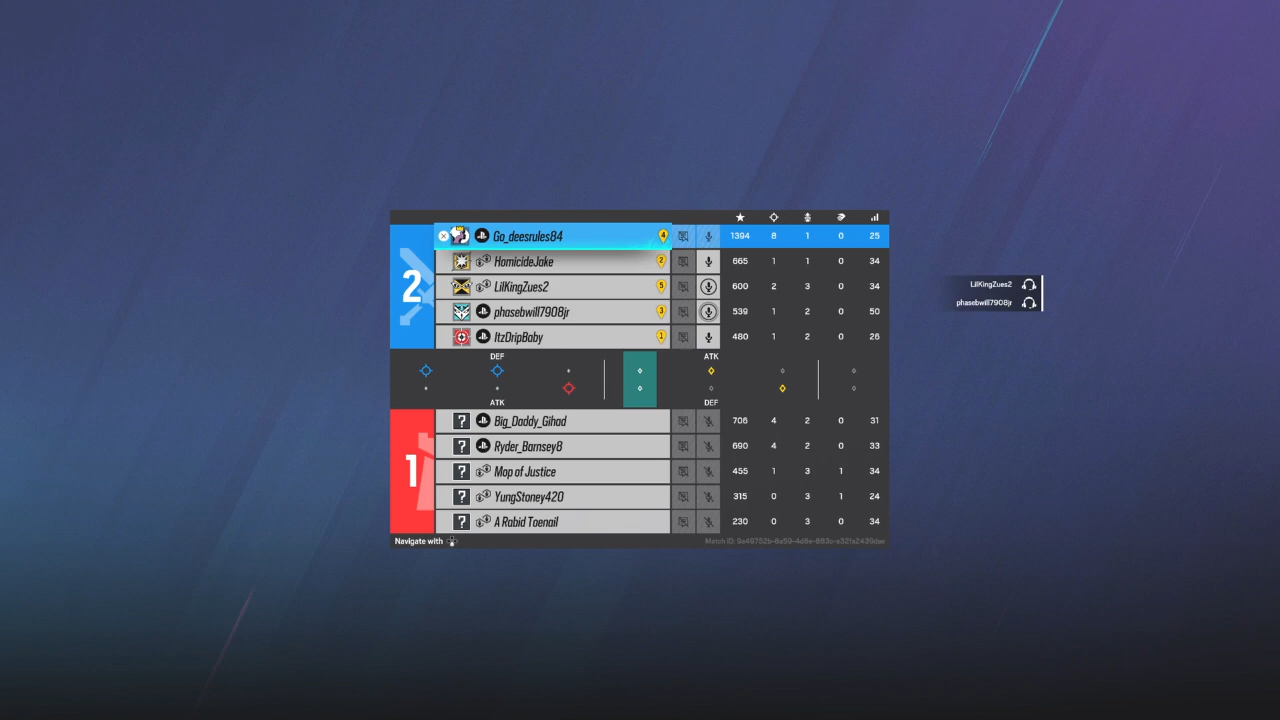 2
Go_deesrules84 4 1394 8 1 0 25
HomicideJake 2 665 1 1 0 34
LilKingZues2 5 600 2 3 0 34
phasebwill7908jr 3 539 1 2 0 50
ItzDripBaby 1 480 1 2 0 26
LilKingZues2
phasebwill7908jr
DEF ATK
ATK DEF
1
? Big_Daddy_Gihad 706 4 2 0 31
? Ryder_Barnsey8 690 4 2 0 33
? Mop of Justice 455 1 3 1 34
? YungStoney420 315 0 3 1 24
? A Rabid Toenail 230 0 3 0 34
Navigate with
Match ID: